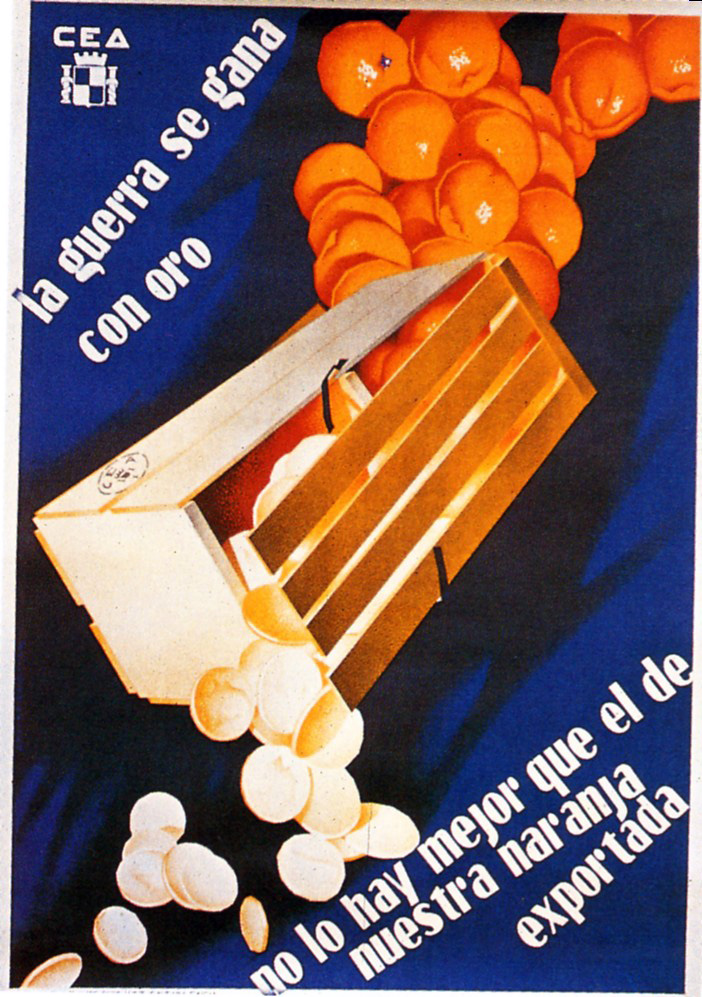 CEA
la guerra se gana
con oro
no lo hay mejor que el de
nuestra naranja
exportada